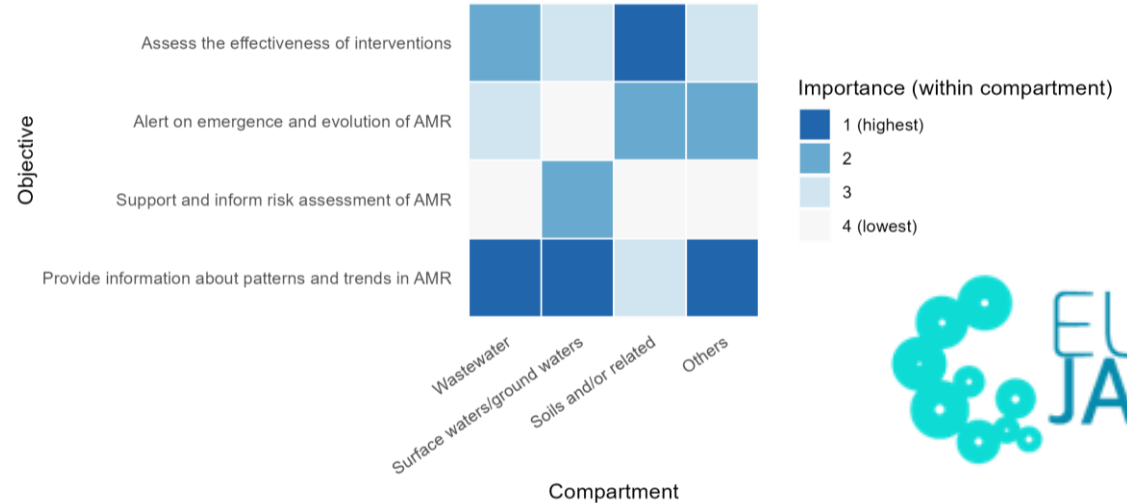 Objective
Assess the effectiveness of interventions
Alert on emergence and evolution of AMR
Support and inform risk assessment of AMR
Provide information about patterns and trends in AMR
Wastewater
Surface waters/ground waters
Soils and/or related
Others
Compartment
Importance (within compartment)
1 (highest)
2
3
4 (lowest)
EU
JA